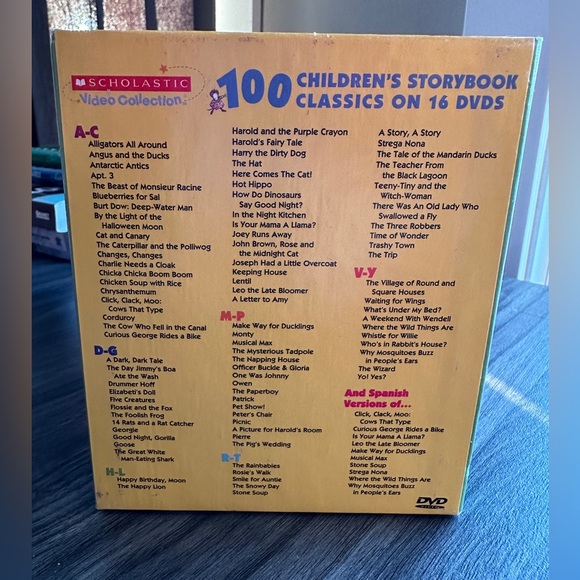 SCHOLASTIC
Video Collection
100 CHILDREN'S STORYBOOK
CLASSICS ON 16 DVDS
A-C
Alligators All Around
Angus and the Ducks
Antarctic Antics
Apt. 3
The Beast of Monsieur Racine
Blueberries for Sal
Burt Dow: Deep-Water Man
By the Light of the
Halloween Moon
Cat and Canary
The Caterpillar and the Polliwog
Changes, Changes
Charlie Needs a Cloak
Chicka Chicka Boom Boom
Chicken Soup with Rice
Chrysanthemum
Click, Clack, Moo:
Cows That Type
Corduroy
The Cow Who Fell in the Canal
Curious George Rides a Bike
D-G
A Dark, Dark Tale
The Day Jimmy's Boa
Ate the Wash
Drummer Hoff
Elizabeti's Doll
Five Creatures
Flossie and the Fox
The Foolish Frog
14 Rats and a Rat Catcher
Georgie
Good Night, Gorilla
Goose
The Great White
Man-Eating Shark
H-L
Happy Birthday, Moon
The Happy Lion
Harold and the Purple Crayon
Harold's Fairy Tale
Harry the Dirty Dog
The Hat
Here Comes The Cat!
Hot Hippo
How Do Dinosaurs
Say Good Night?
In the Night Kitchen
Is Your Mama A Llama?
Joey Runs Away
John Brown, Rose and
the Midnight Cat
Joseph Had a Little Overcoat
Keeping House
Lentil
Leo the Late Bloomer
A Letter to Amy
M-P
Make Way for Ducklings
Monty
Musical Max
The Mysterious Tadpole
The Napping House
Officer Buckle & Gloria
One Was Johnny
Owen
The Paperboy
Patrick
Pet Show!
Peter's Chair
Picnic
A Picture for Harold's Room
Pierre
The Pig's Wedding
R-T
The Rainbabies
Rosie's Walk
Smile for Auntie
The Snowy Day
Stone Soup
A Story, A Story
Strega Nona
The Tale of the Mandarin Ducks
The Teacher From
the Black Lagoon
Teeny-Tiny and the
Witch-Woman
There Was An Old Lady Who
Swallowed a Fly
The Three Robbers
Time of Wonder
Trashy Town
The Trip
V-Y
The Village of Round and
Square Houses
Waiting for Wings
What's Under My Bed?
A Weekend With Wendell
Where the Wild Things Are
Whistle for Willie
Who's in Rabbit's House?
Why Mosquitoes Buzz
in People's Ears
The Wizard
Yo! Yes?
And Spanish
Versions of...
Click, Clack, Moo:
Cows That Type
Curious George Rides a Bike
Is Your Mama A Llama?
Leo the Late Bloomer
Make Way for Ducklings
Musical Max
Stone Soup
Strega Nona
Where the Wild Things Are
Why Mosquitoes Buzz
in People's Ears
DVD